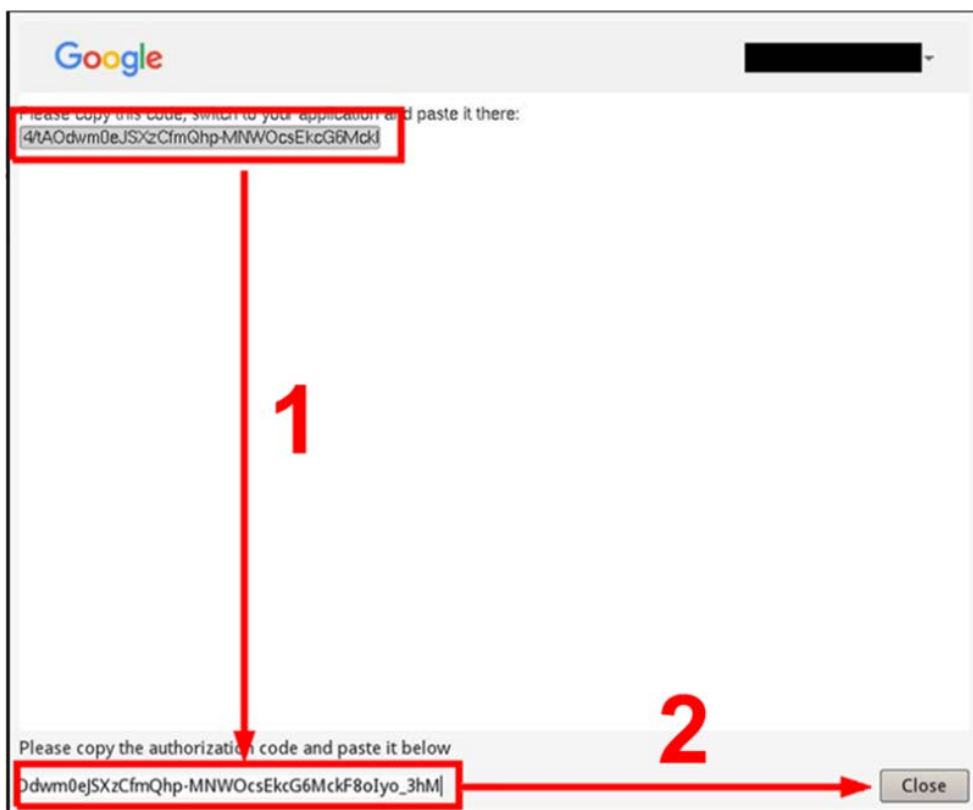 Google
Please copy this code, switch to your application and paste it there:
4/tAOdwm0eJSXzCfmQhp-MNWOcsEkcG6Mckl
1
2
Please copy the authorization code and paste it below
Odwm0eJSXzCfmQhp-MNWOcsEkcG6MckF8oIyo_3hM
Close